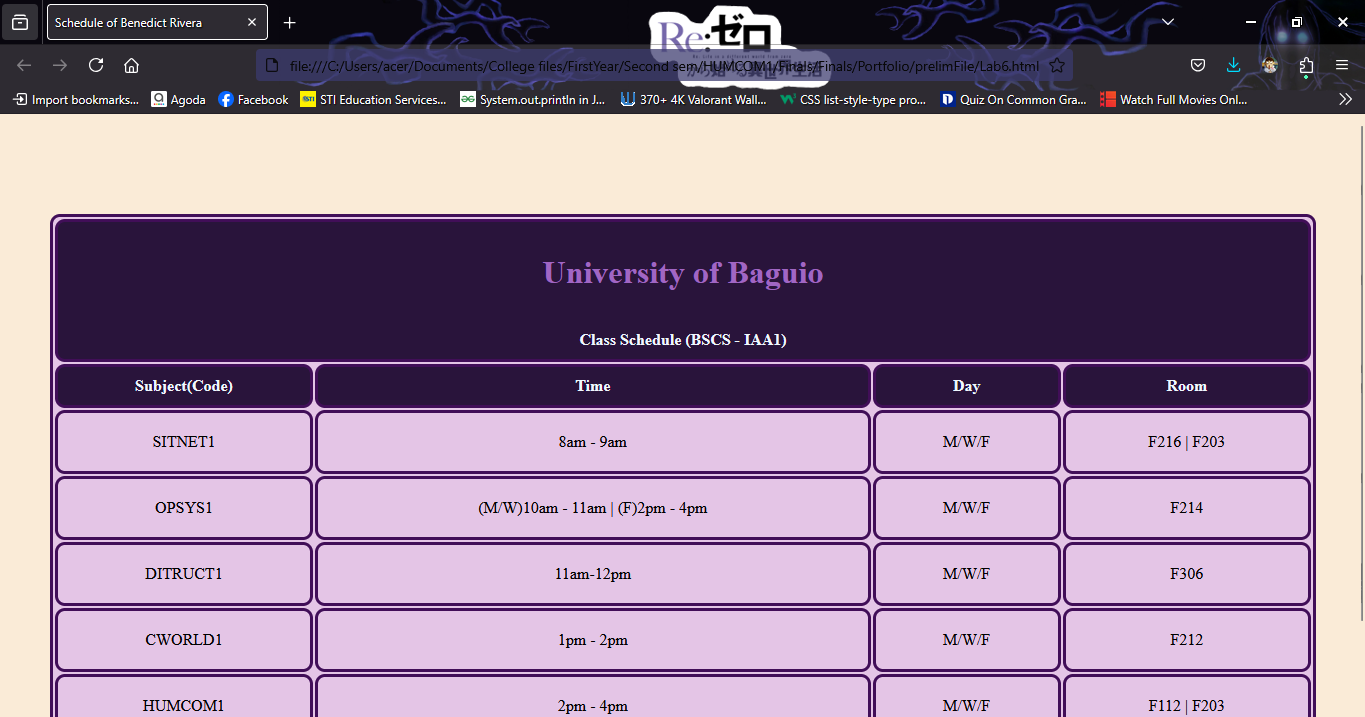 Schedule of Benedict Rivera
Re:ゼロ
file:///C:/Users/acer/Documents/College files/FirstYear/Second sem/HUMCOM1/Finals/Finals/Portfolio/prelimFile/Lab6.html
Import bookmarks... Agoda Facebook STI Education Services... System.out.println in J... 370+ 4K Valorant Wall... CSS list-style-type pro... Quiz On Common Gra... Watch Full Movies Onl...
University of Baguio
Class Schedule (BSCS - IAA1)
Subject(Code) Time Day Room
SITNET1 8am - 9am M/W/F F216 | F203
OPSYS1 (M/W)10am - 11am | (F)2pm - 4pm M/W/F F214
DITRUCT1 11am-12pm M/W/F F306
CWORLD1 1pm - 2pm M/W/F F212
HUMCOM1 2pm - 4pm M/W/F F112 | F203